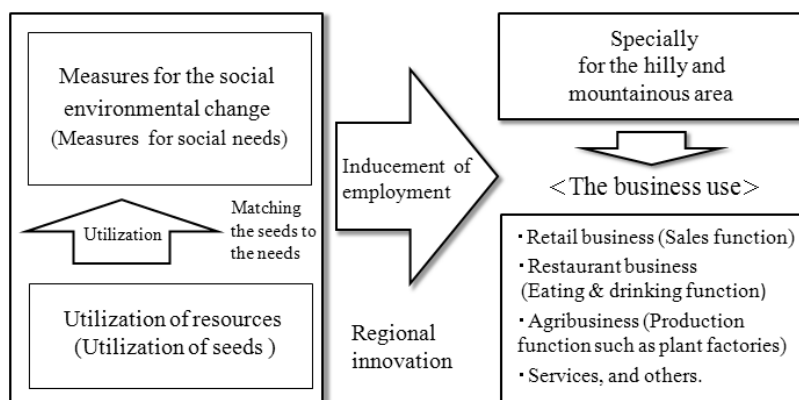 Measures for the social
environmental change
(Measures for social needs)
Utilization
Matching
the seeds to
the needs
Utilization of resources
(Utilization of seeds )
Inducement of
employment
Regional
innovation
Specially
for the hilly and
mountainous area
＜The business use＞
・Retail business (Sales function)
・Restaurant business
(Eating & drinking function)
・Agribusiness (Production
function such as plant factories)
・Services, and others.